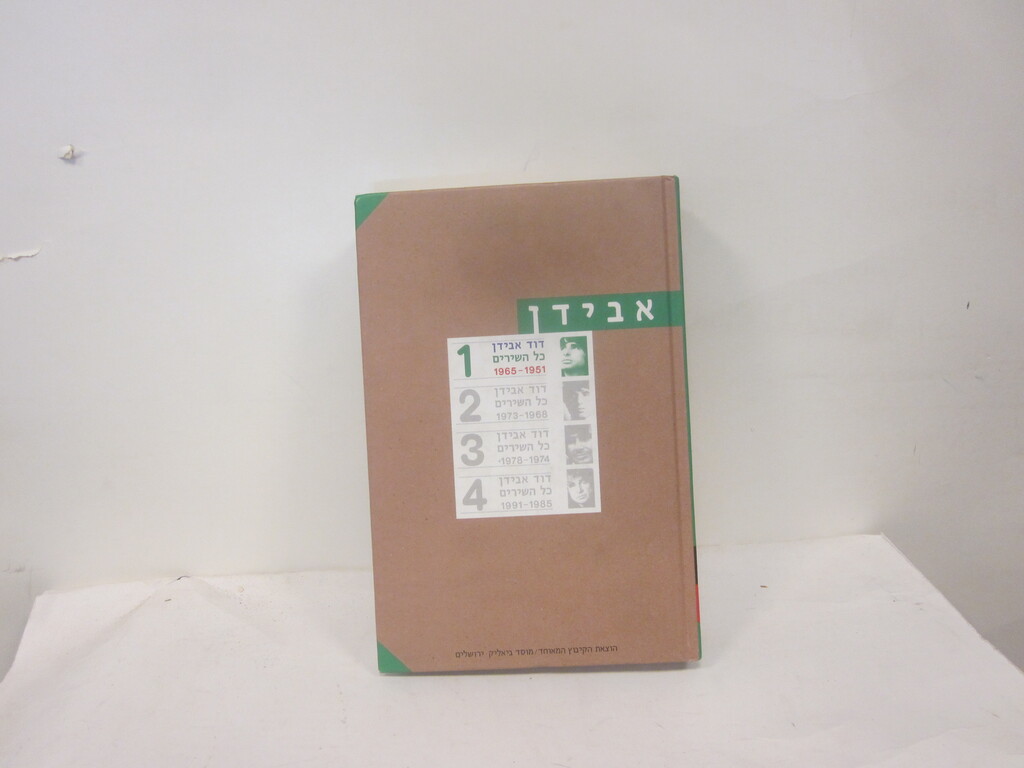 אבידן
1
דוד אבידן
כל השירים
1965-1951
2
דוד אבידן
כל השירים
1973-1968
3
דוד אבידן
כל השירים
1978-1974
4
דוד אבידן
כל השירים
1991-1985
הוצאת הקיבוץ המאוחד/מוסד ביאליק, ירושלים